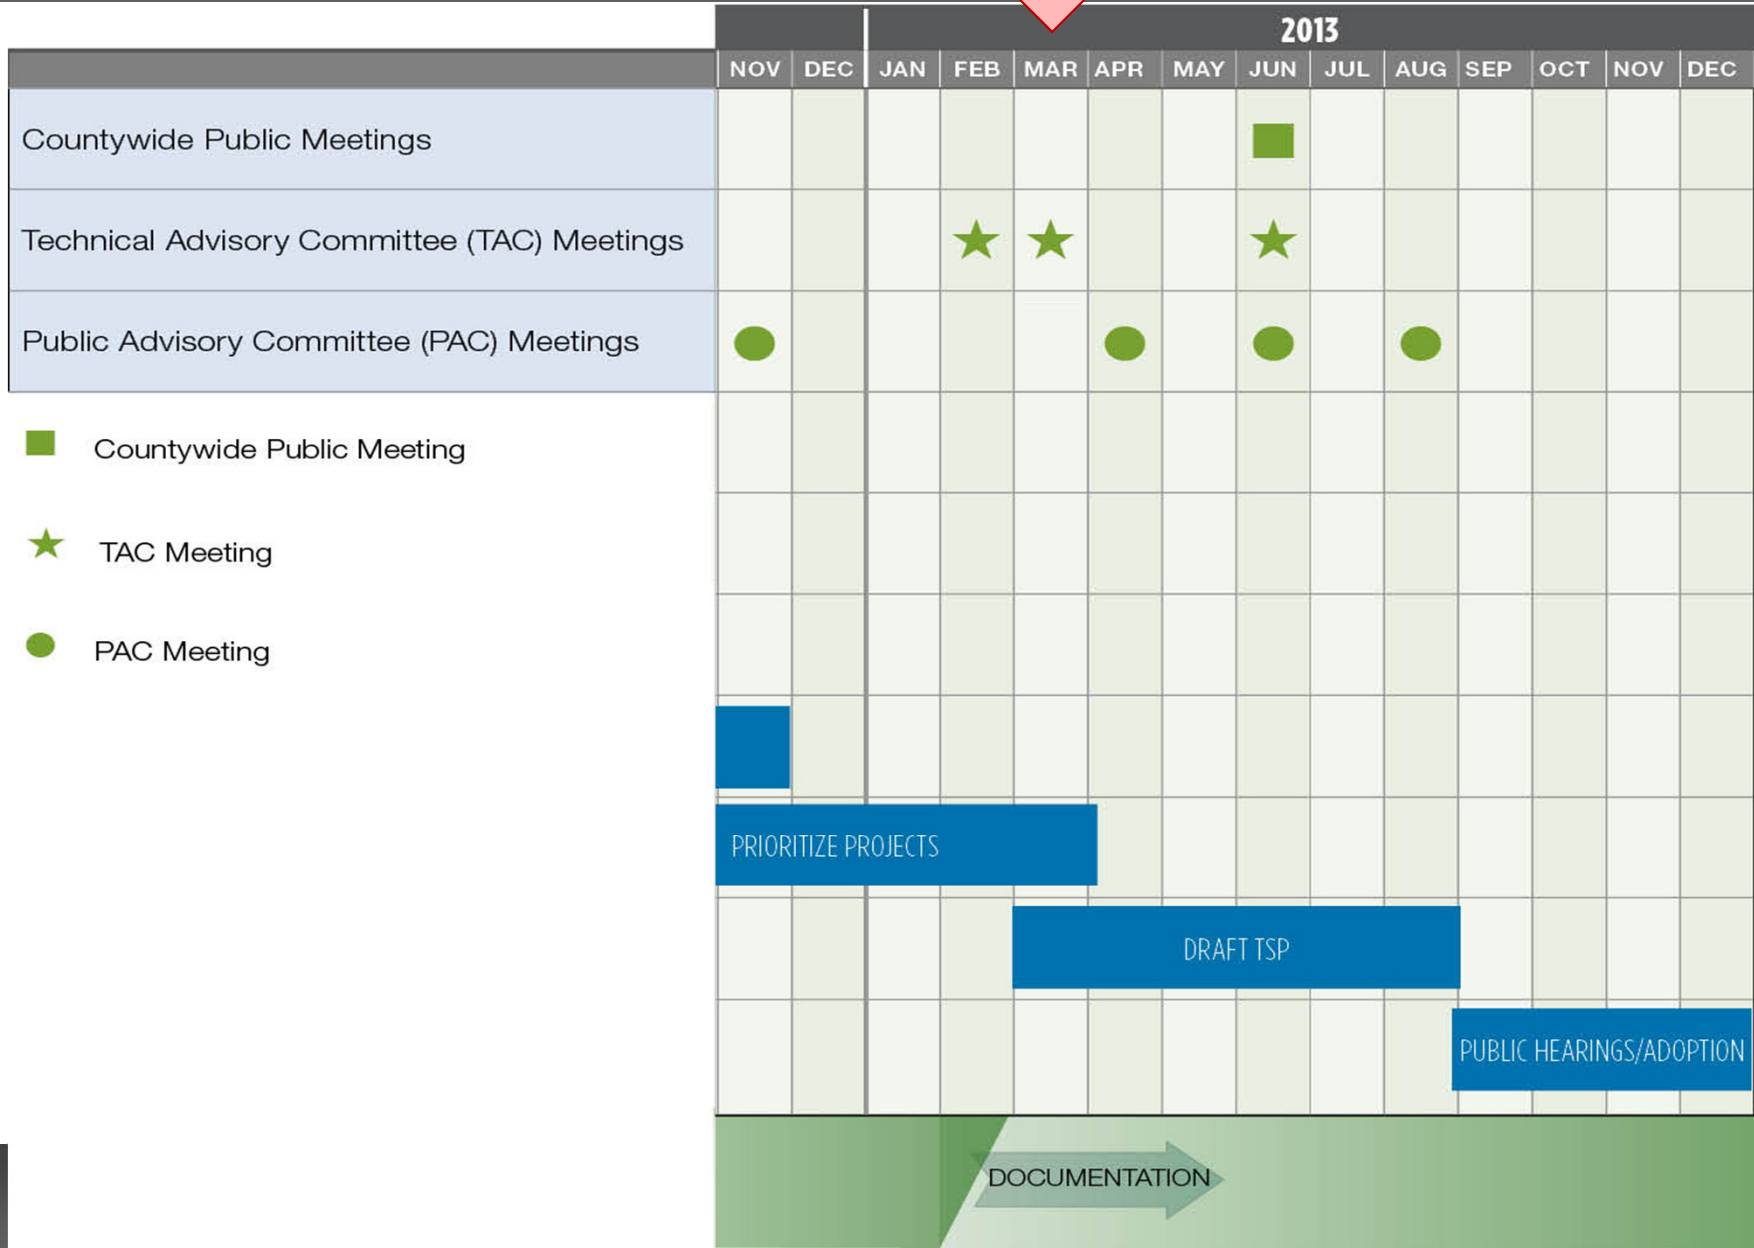 2013
NOV DEC JAN FEB MAR APR MAY JUN JUL AUG SEP OCT NOV DEC
Countywide Public Meetings
Technical Advisory Committee (TAC) Meetings
Public Advisory Committee (PAC) Meetings
Countywide Public Meeting
TAC Meeting
PAC Meeting
PRIORITIZE PROJECTS
DRAFT TSP
PUBLIC HEARINGS/ADOPTION
DOCUMENTATION